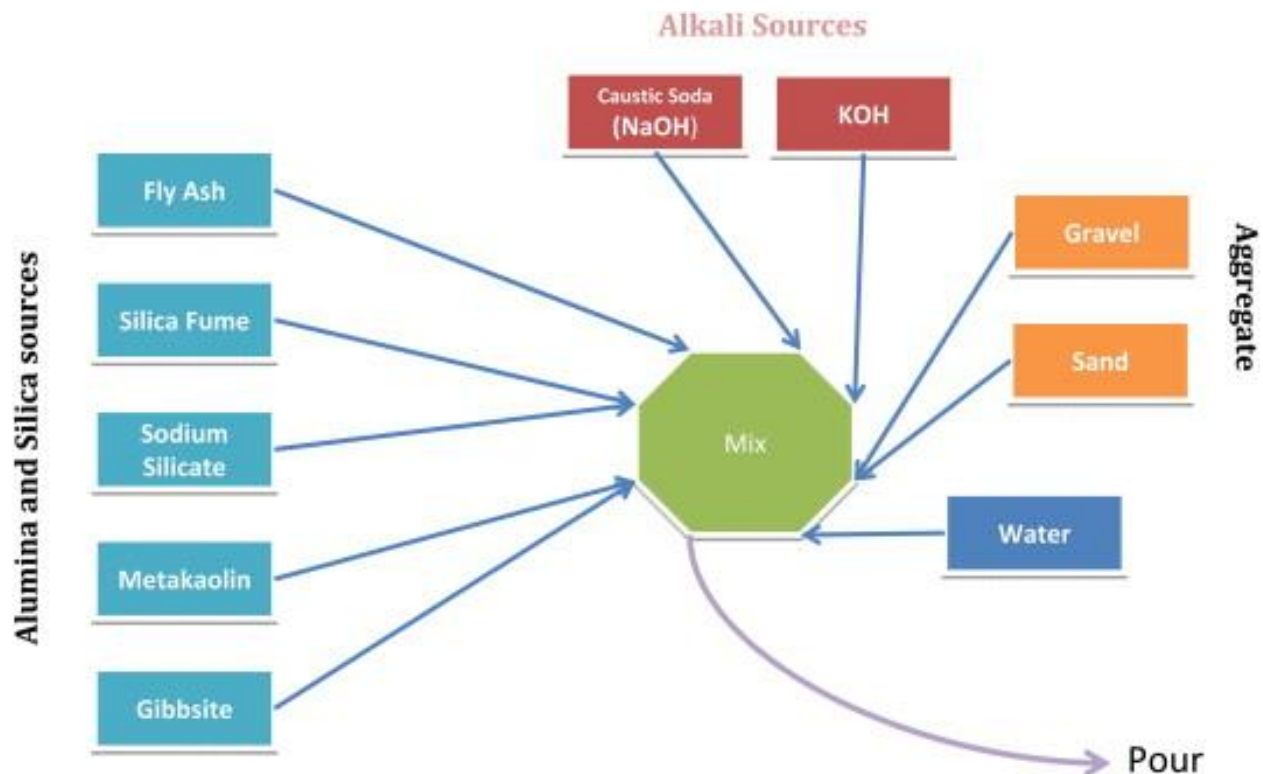 Alkali Sources
Caustic Soda
(NaOH)
KOH
Alumina and Silica sources
Fly Ash
Silica Fume
Sodium
Silicate
Metakaolin
Gibbsite
Mix
Gravel
Sand
Aggregate
Water
Pour